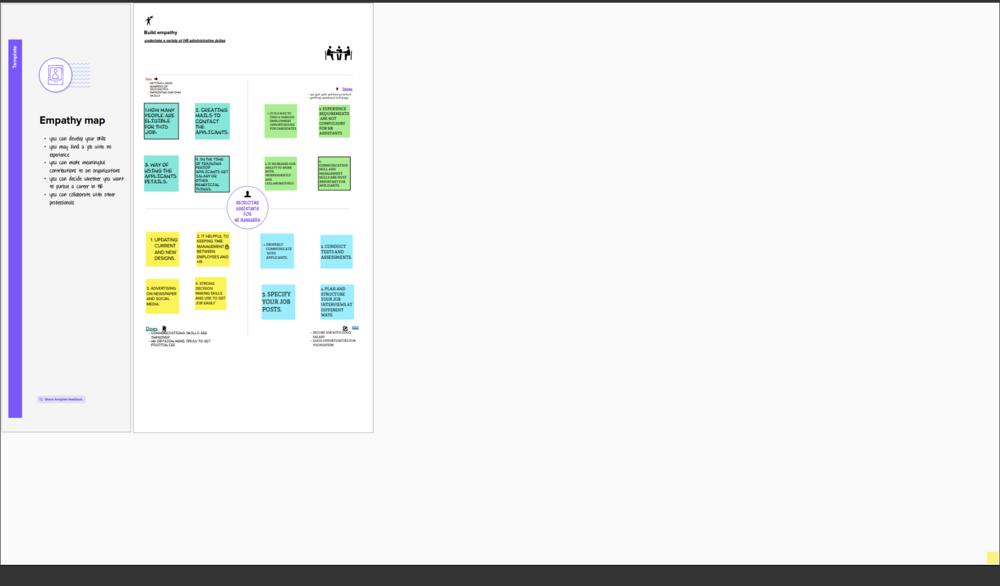 Template
Empathy map
• you can develop your skills
• you may find a job with no
experience
• you can make meaningful
contributions to an organizations
• you can decide whether you want
to pursue a career in HR
• you can collaborate with other
professionals
Share template feedback
Build empathy
undertake a variety of HR administrative duties
Says
• GETTING LARGE
NUMBERS OF
VACCANCIES
• IMPROVING OUR OWN
SKILLS
Thinks
• we get well settled position
• getting weekend holidays
1.HOW MANY
PEOPLE ARE
ELIGIBLE
FOR THIS
JOB.
2. CREATING
MAILS TO
CONTACT
THE
APPLICANTS.
1. IT IS A WAY TO
FIND A VARIOUS
EMPLOYMENT
OPPORTUNITIES
FOR CANDIDATES
2. EXPERIENCE
REQUIREMENTS
ARE NOT
COMPULSORY
FOR HR
ASSISTANTS
3. WAY OF
USING THE
APPLICANTS
DETAILS.
4. IN THE TIME
OF TRAINING
PERIOD
APPLICANTS GET
SALARY OR
OTHER
BENEFICIAL
THINGS.
3. IT INCREASES OUR
ABILITY TO WORK
BOTH
INDEPENDENTLY
AND
COLLABORATIVELY.
4.
COMMUNICATION
SKILL AND
MANAGEMENT
SKILLS ARE MUST
IMPORTANT FOR
APPLICANTS.
RECRUITING
ASSISTANTS
FOR
HR MANAGERS
1. UPDATING
CURRENT
AND NEW
DESIGNS.
2. IT HELPFUL TO
KEEPING TIME
MANAGEMENT
BETWEEN
EMPLOYEES AND
HR
1. PROPERLY
COMMUNICATE
WITH
APPLICANTS.
2. CONDUCT
TESTS AND
ASSESSMENTS.
3. ADVERTISING
ON NEWSPAPER
AND SOCIAL
MEDIA.
4. STRONG
DECISION
MAKING SKILLS
AND USE TO GET
JOB EASILY
3. SPECIFY
YOUR JOB
POSTS.
4. PLAN AND
STRUCTURE
YOUR JOB
INTERVIEWS AT
DIFFERENT
WAYS.
Does
• COMMUNCIATIONS SKILLS ARE
IMPROVED
• WE OBTAION MORE IDEAS TO GET
DIGITIALIZE
• SECURE JOB WITH GOOD
SALARY
• GOOD OPPORTUNITIES FOR
YOUNGSTERS